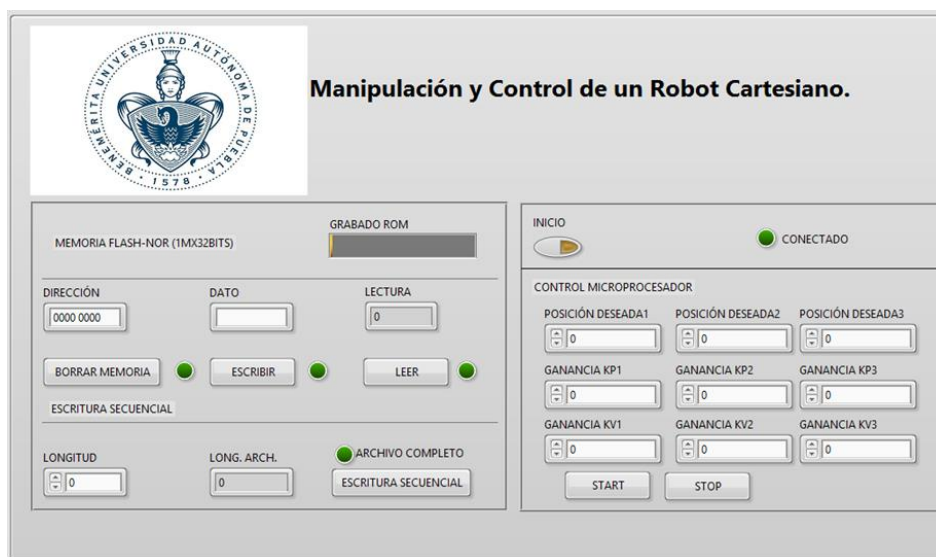 BENEMÉRITA UNIVERSIDAD AUTÓNOMA DE PUEBLA
· 1578 ·
Manipulación y Control de un Robot Cartesiano.
MEMORIA FLASH-NOR (1MX32BITS)
GRABADO ROM
DIRECCIÓN DATO LECTURA
0000 0000 0
BORRAR MEMORIA ESCRIBIR LEER
ESCRITURA SECUENCIAL
LONGITUD LONG. ARCH. ARCHIVO COMPLETO
0 0 ESCRITURA SECUENCIAL
INICIO
CONECTADO
CONTROL MICROPROCESADOR
POSICIÓN DESEADA1 POSICIÓN DESEADA2 POSICIÓN DESEADA3
0 0 0
GANANCIA KP1 GANANCIA KP2 GANANCIA KP3
0 0 0
GANANCIA KV1 GANANCIA KV2 GANANCIA KV3
0 0 0
START STOP